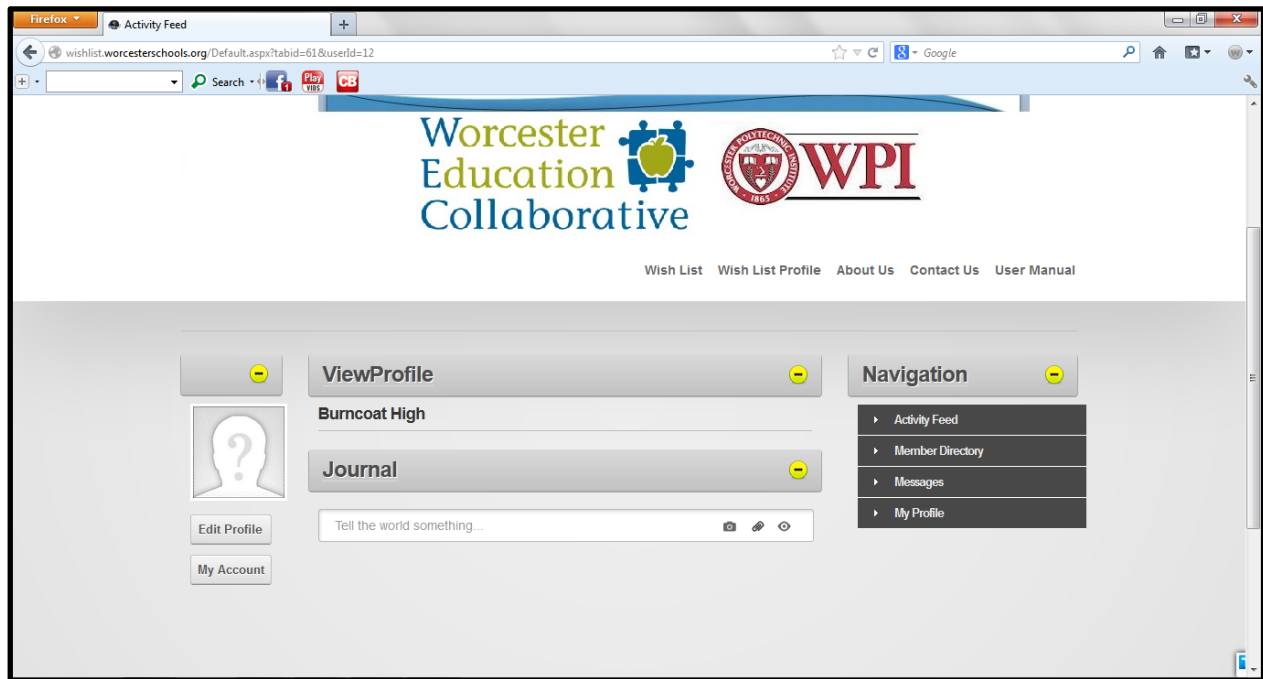 Firefox
Activity Feed
wishlist.worcesterschools.org/Default.aspx?tabid=61&userId=12
Google
Search
1
Play
VIBS
CB
Worcester
Education
Collaborative
WORCESTER POLYTECHNIC INSTITUTE
1865
WPI
Wish List Wish List Profile About Us Contact Us User Manual
ViewProfile
Navigation
Burncoat High
Activity Feed
Member Directory
Journal
Messages
My Profile
Tell the world something...
Edit Profile
My Account